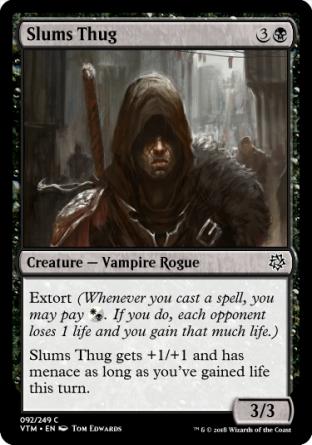 Slums Thug 3
Creature — Vampire Rogue
Extort (Whenever you cast a spell, you
may pay . If you do, each opponent
loses 1 life and you gain that much life.)
Slums Thug gets +1/+1 and has
menace as long as you've gained life
this turn.
3/3
092/249 C
VTM • EN Tom Edwards
™ & © 2018 Wizards of the Coast